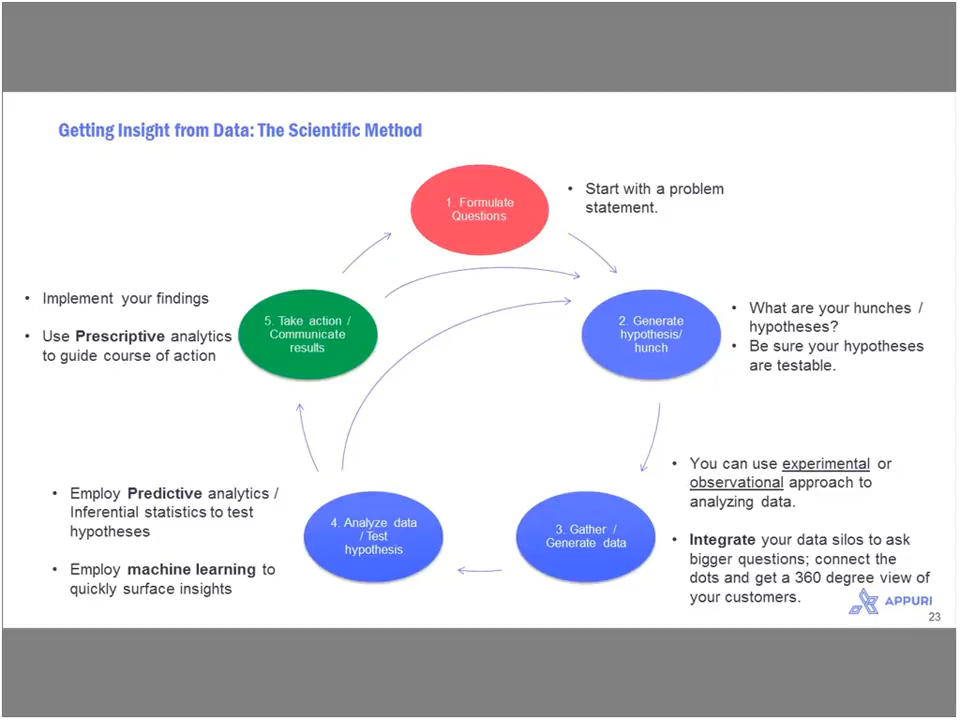 Getting Insight from Data: The Scientific Method
1. Formulate
Questions
• Start with a problem
statement.
2. Generate
hypothesis/
hunch
• What are your hunches /
hypotheses?
• Be sure your hypotheses
are testable.
3. Gather /
Generate data
• You can use experimental or
observational approach to
analyzing data.
• Integrate your data silos to ask
bigger questions; connect the
dots and get a 360 degree view of
your customers.
4. Analyze data
/ Test
hypothesis
• Employ Predictive analytics /
Inferential statistics to test
hypotheses
• Employ machine learning to
quickly surface insights
5. Take action /
Communicate
results
• Implement your findings
• Use Prescriptive analytics
to guide course of action
APPURI
23